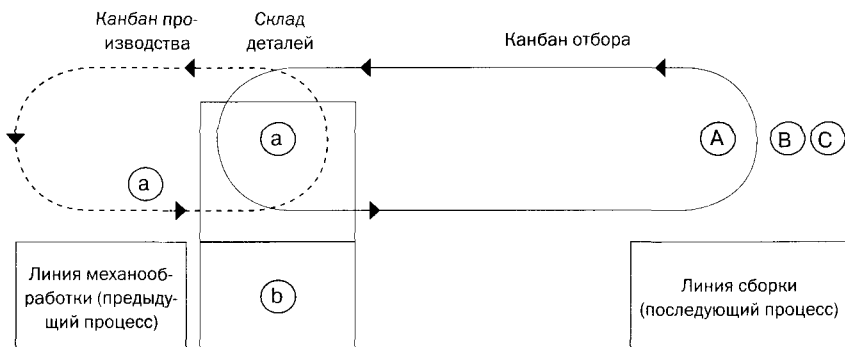 Канбан про-
изводства
Склад
деталей
Канбан отбора
a
A
B
C
a
Линия механооб-
работки (предыду-
щий процесс)
b
Линия сборки
(последующий процесс)